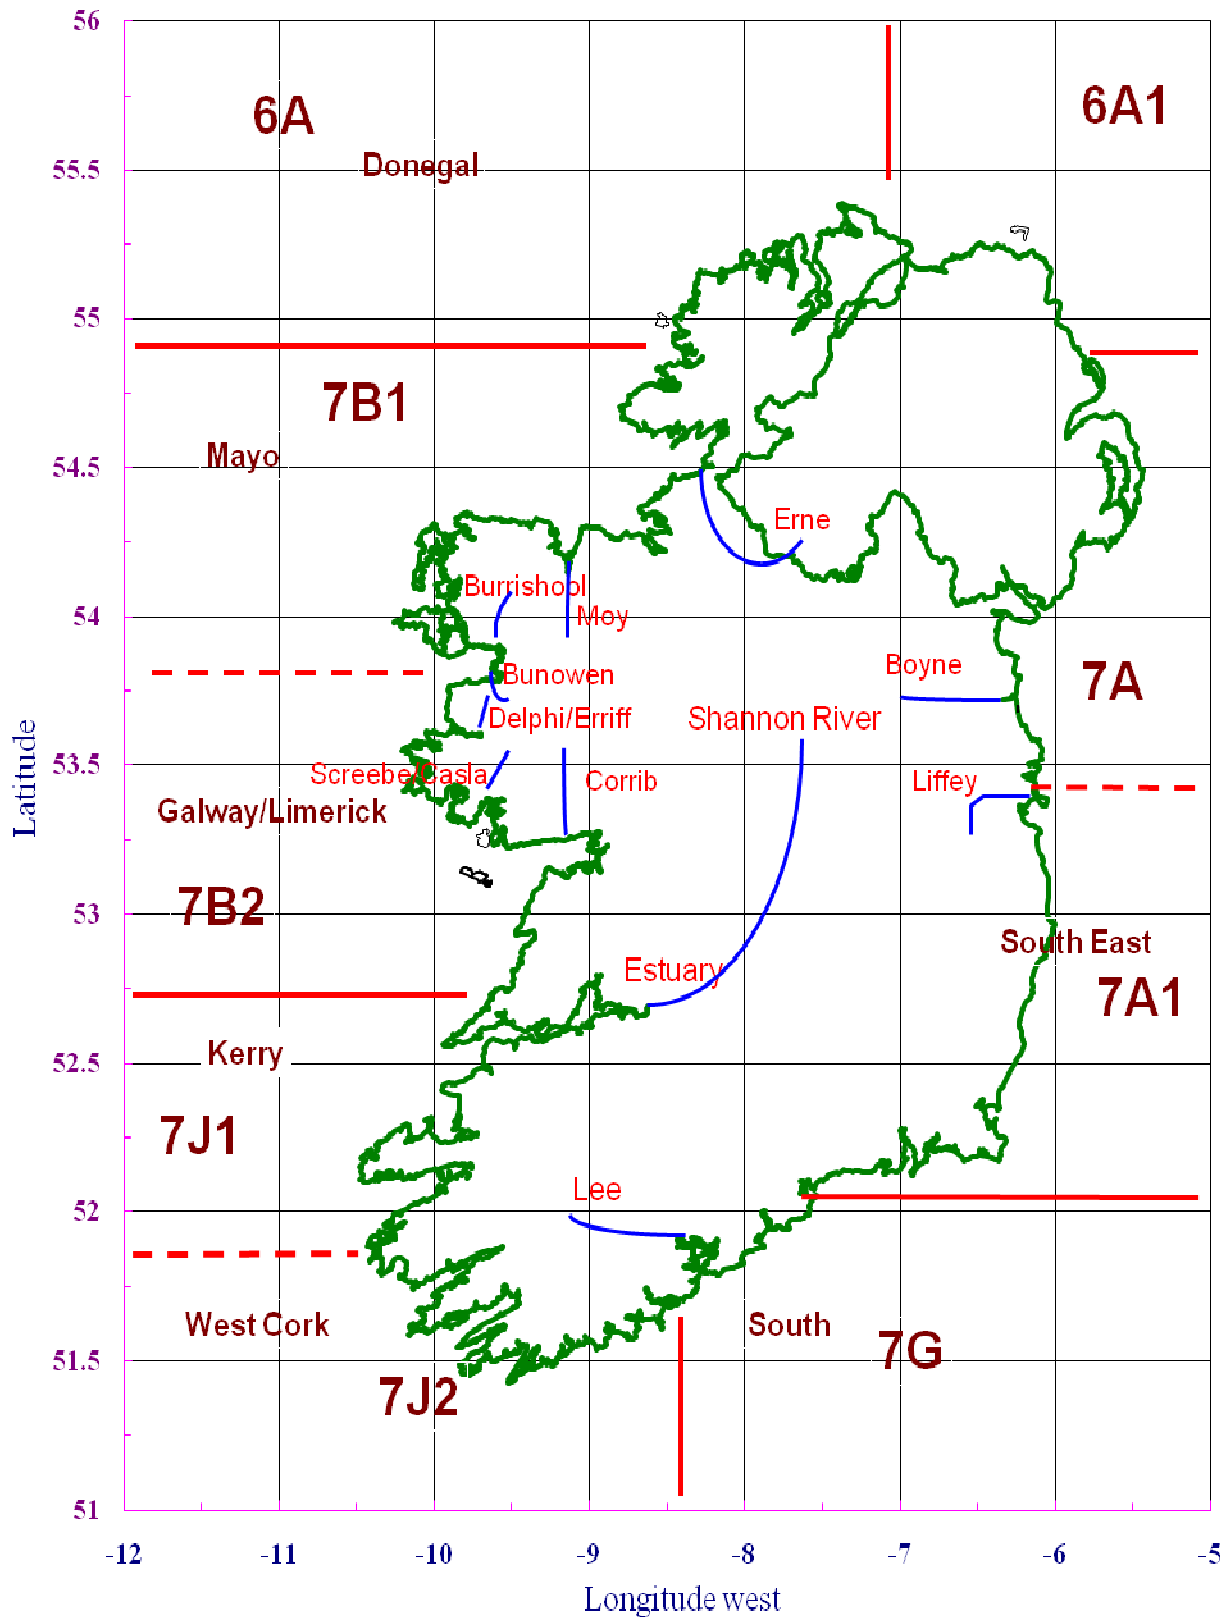 56
6A
6A1
Donegal
55.5
55
7B1
Mayo
54.5
Erne
Burrishool
54
Moy
Boyne
7A
Bunowen
Delphi/Erriff
Shannon River
53.5
Screebe/Casla
Corrib
Liffey
Latitude
Galway/Limerick
7B2
53
South East
Estuary
7A1
Kerry
52.5
7J1
Lee
52
West Cork
South
7G
51.5
7J2
51
-12
-11
-10
-9
-8
-7
-6
-5
Longitude west